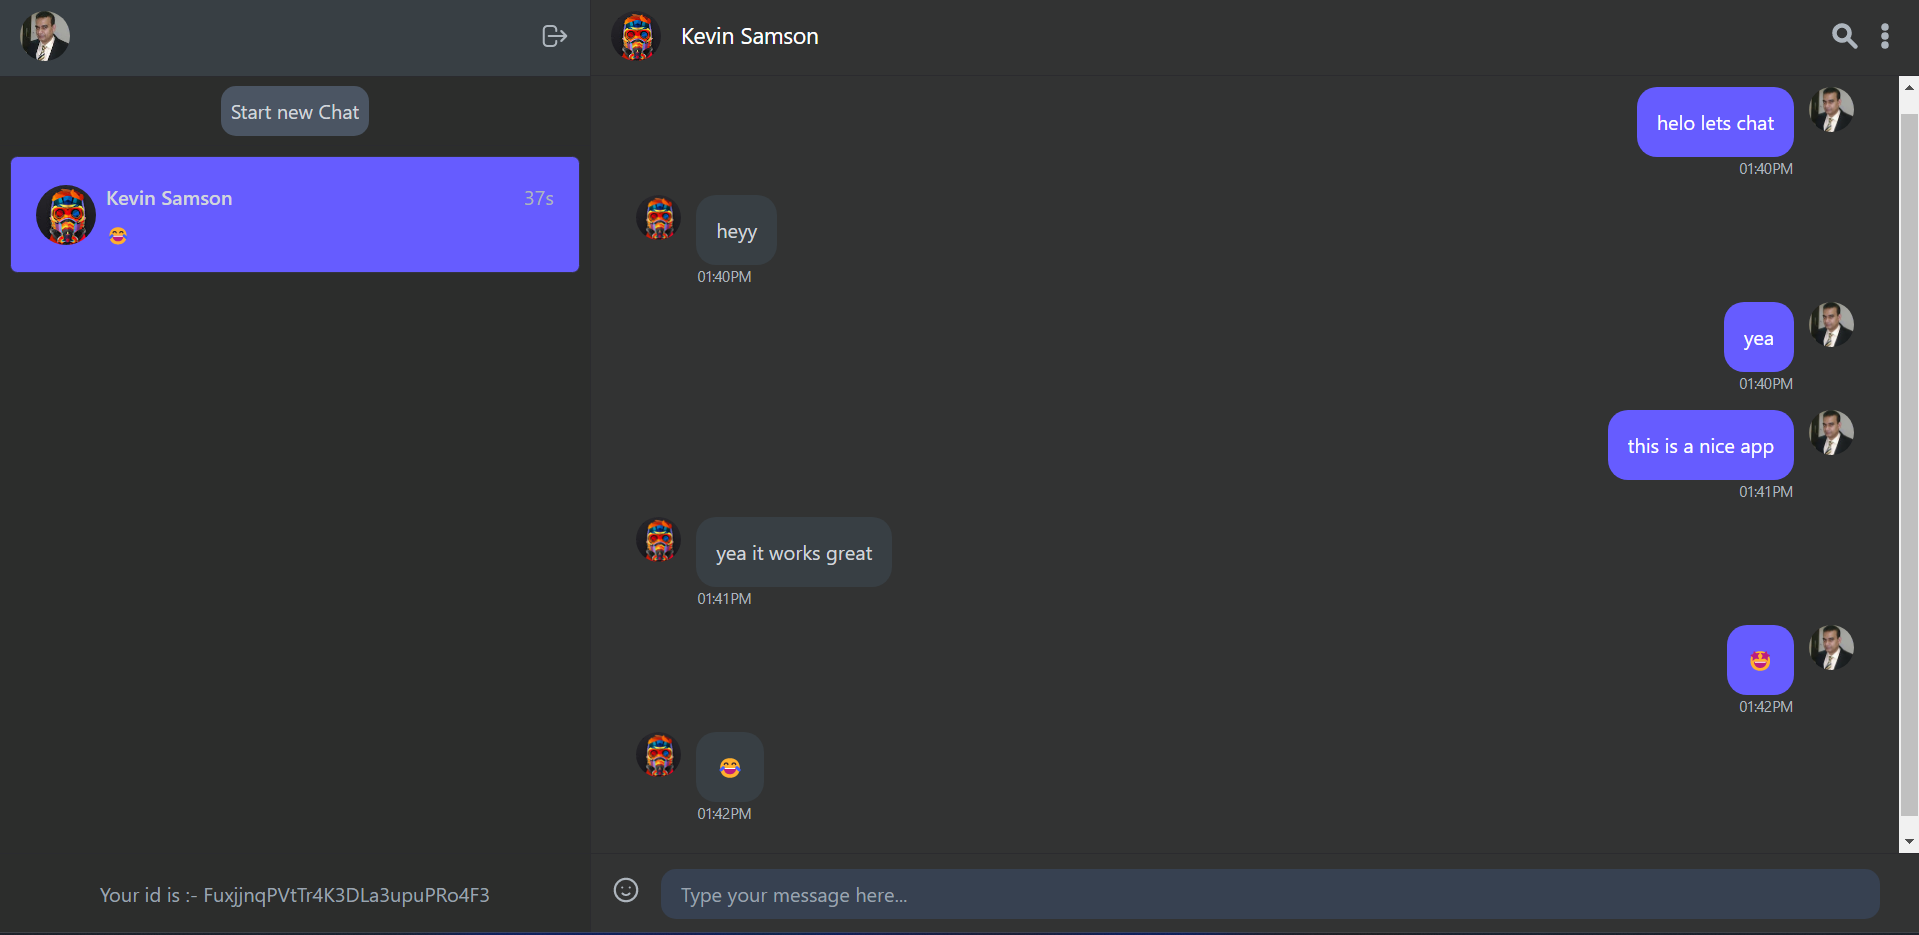 Start new Chat
Kevin Samson
37s
😂
Your id is :- FuxjjnqPVtTr4K3DLa3upuPRo4F3
Kevin Samson
helo lets chat
01:40PM
heyy
01:40PM
yea
01:40PM
this is a nice app
01:41PM
yea it works great
01:41PM
🤩
01:42PM
😂
01:42PM
Type your message here...